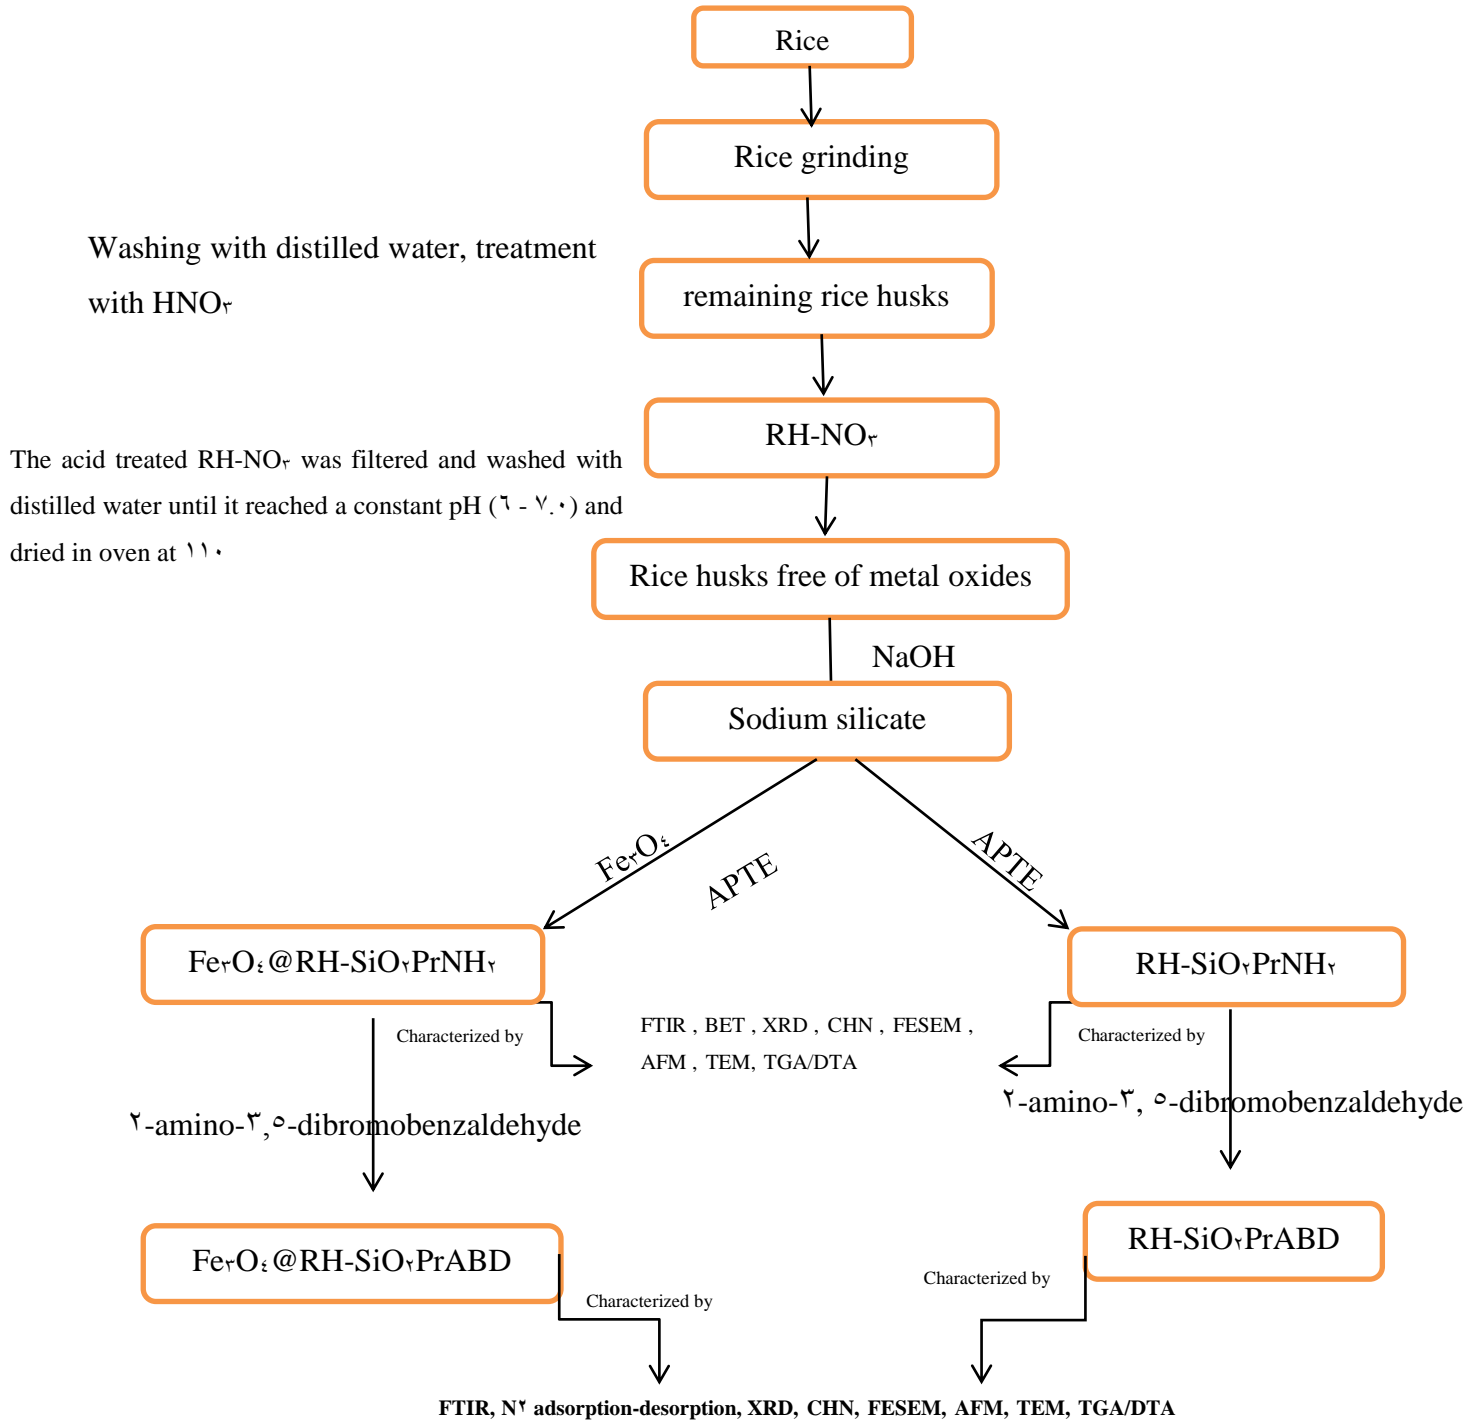 Rice
Rice grinding
Washing with distilled water, treatment
with HNO٣
remaining rice husks
RH-NO٣
The acid treated RH-NO٣ was filtered and washed with
distilled water until it reached a constant pH (٦ - ٧.٠) and
dried in oven at ١١٠
Rice husks free of metal oxides
NaOH
Sodium silicate
Fe٣O٤
APTE
APTE
Fe٣O٤@RH-SiO٢PrNH٢
RH-SiO٢PrNH٢
Characterized by
FTIR , BET , XRD , CHN , FESEM ,
AFM , TEM, TGA/DTA
Characterized by
٢-amino-٣,٥-dibromobenzaldehyde
٢-amino-٣, ٥-dibromobenzaldehyde
Fe٣O٤@RH-SiO٢PrABD
RH-SiO٢PrABD
Characterized by
Characterized by
FTIR, N٢ adsorption-desorption, XRD, CHN, FESEM, AFM, TEM, TGA/DTA